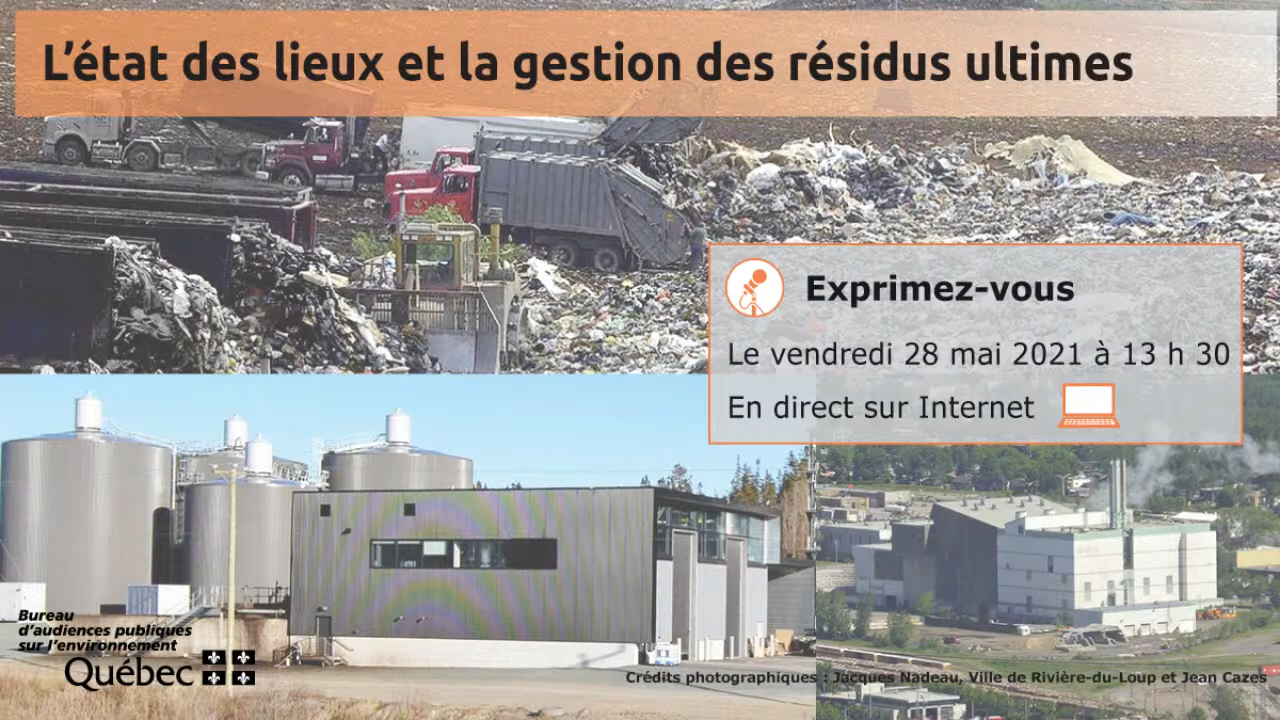 L'état des lieux et la gestion des résidus ultimes
Exprimez-vous
Le vendredi 28 mai 2021 à 13 h 30
En direct sur Internet
Bureau
d'audiences publiques
sur l'environnement
Québec
Crédits photographiques : Jacques Nadeau, Ville de Rivière-du-Loup et Jean Cazes